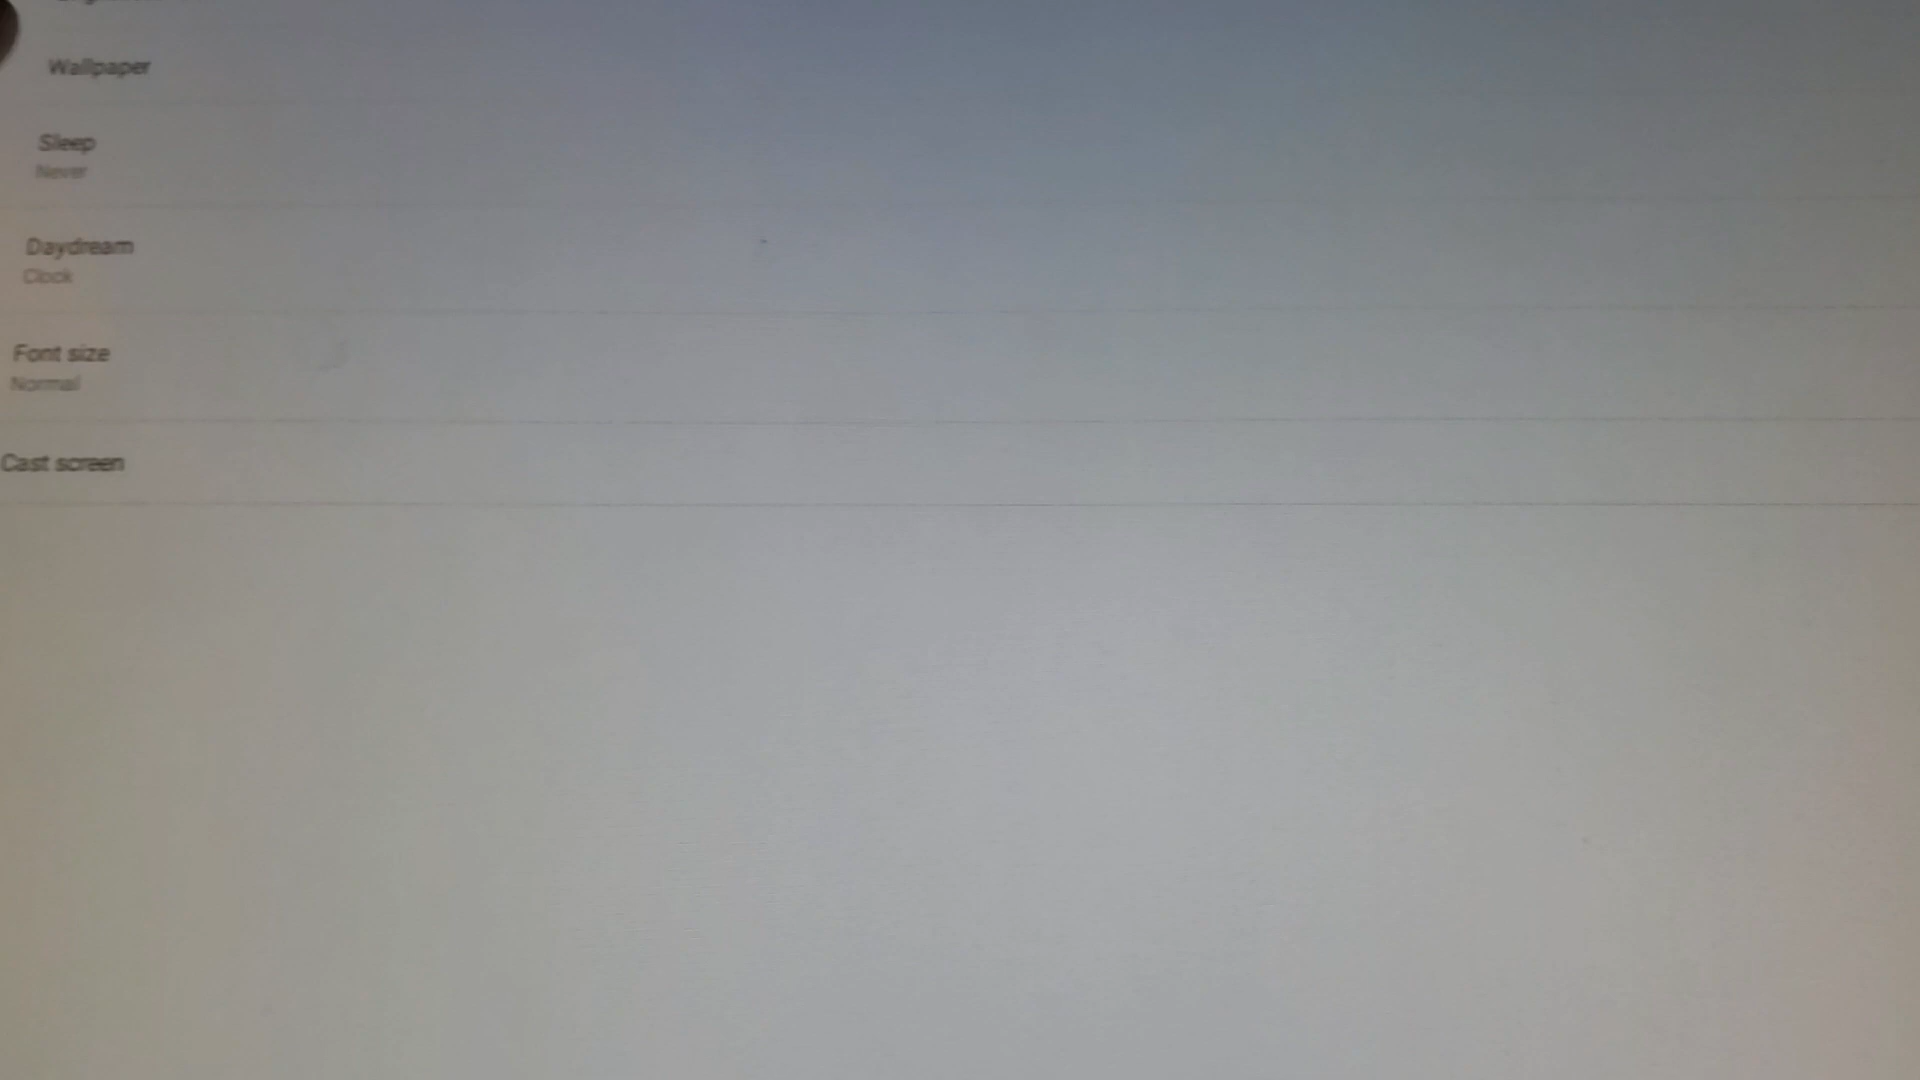 Wallpaper
Sleep
Never
Daydream
Clock
Font size
Normal
Cast screen